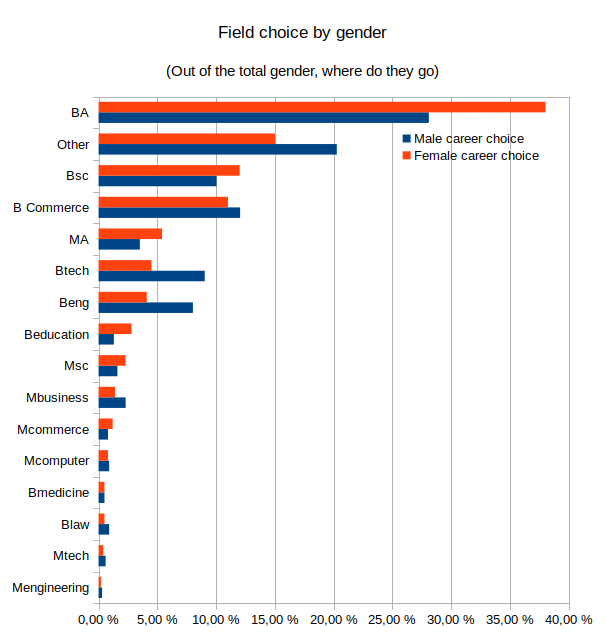 Field choice by gender
(Out of the total gender, where do they go)
BA
Other
Bsc
B Commerce
MA
Btech
Beng
Beducation
Msc
Mbusiness
Mcommerce
Mcomputer
Bmedicine
Blaw
Mtech
Mengineering
Male career choice
Female career choice
0,00 % 5,00 % 10,00 % 15,00 % 20,00 % 25,00 % 30,00 % 35,00 % 40,00 %